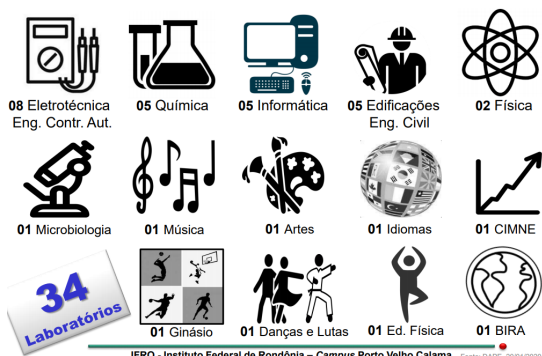 08 Eletrotécnica
Eng. Contr. Aut.
05 Química
05 Informática
05 Edificações
Eng. Civil
02 Física
01 Microbiologia
01 Música
01 Artes
01 Idiomas
01 CIMNE
34
Laboratórios
01 Ginásio
01 Danças e Lutas
01 Ed. Física
01 BIRA
IFRO - Instituto Federal de Rondônia – Campus Porto Velho Calama